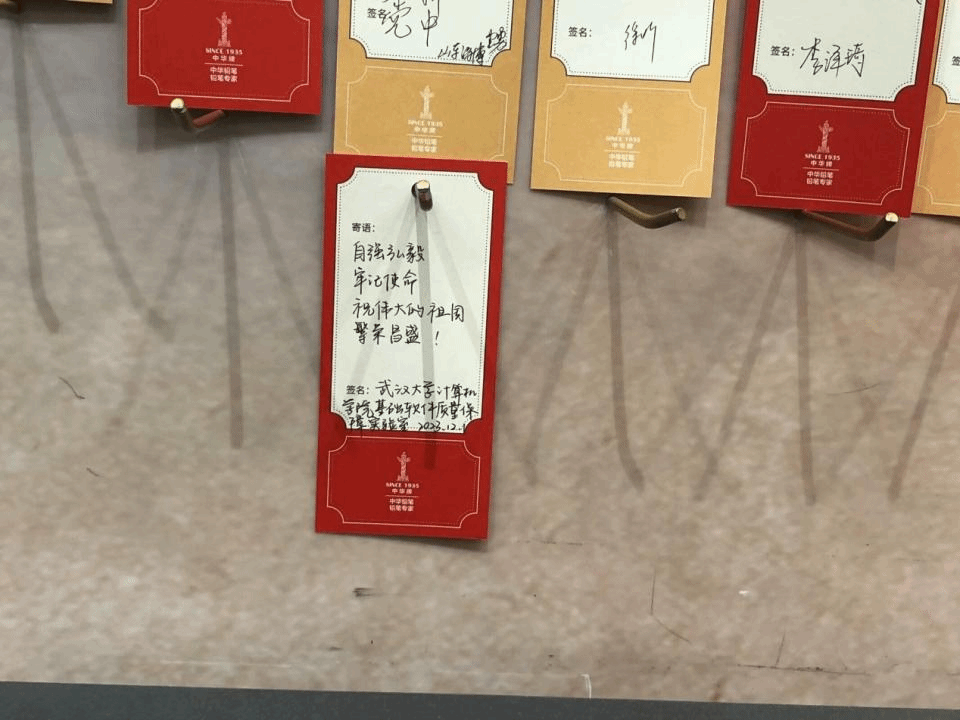 SINCE 1935
中华牌
中华铅笔
铅笔专家
签名：
SINCE 1935
中华牌
中华铅笔
铅笔专家
签名：徐昕
SINCE 1935
中华牌
中华铅笔
铅笔专家
签名：李泽琦
SINCE 1935
中华牌
中华铅笔
铅笔专家
寄语：
自强弘毅
牢记使命
祝伟大的祖国
繁荣昌盛！
签名：武汉大学计算机
学院基础软件质量保
障实验室 2023.12.1
SINCE 1935
中华牌
中华铅笔
铅笔专家